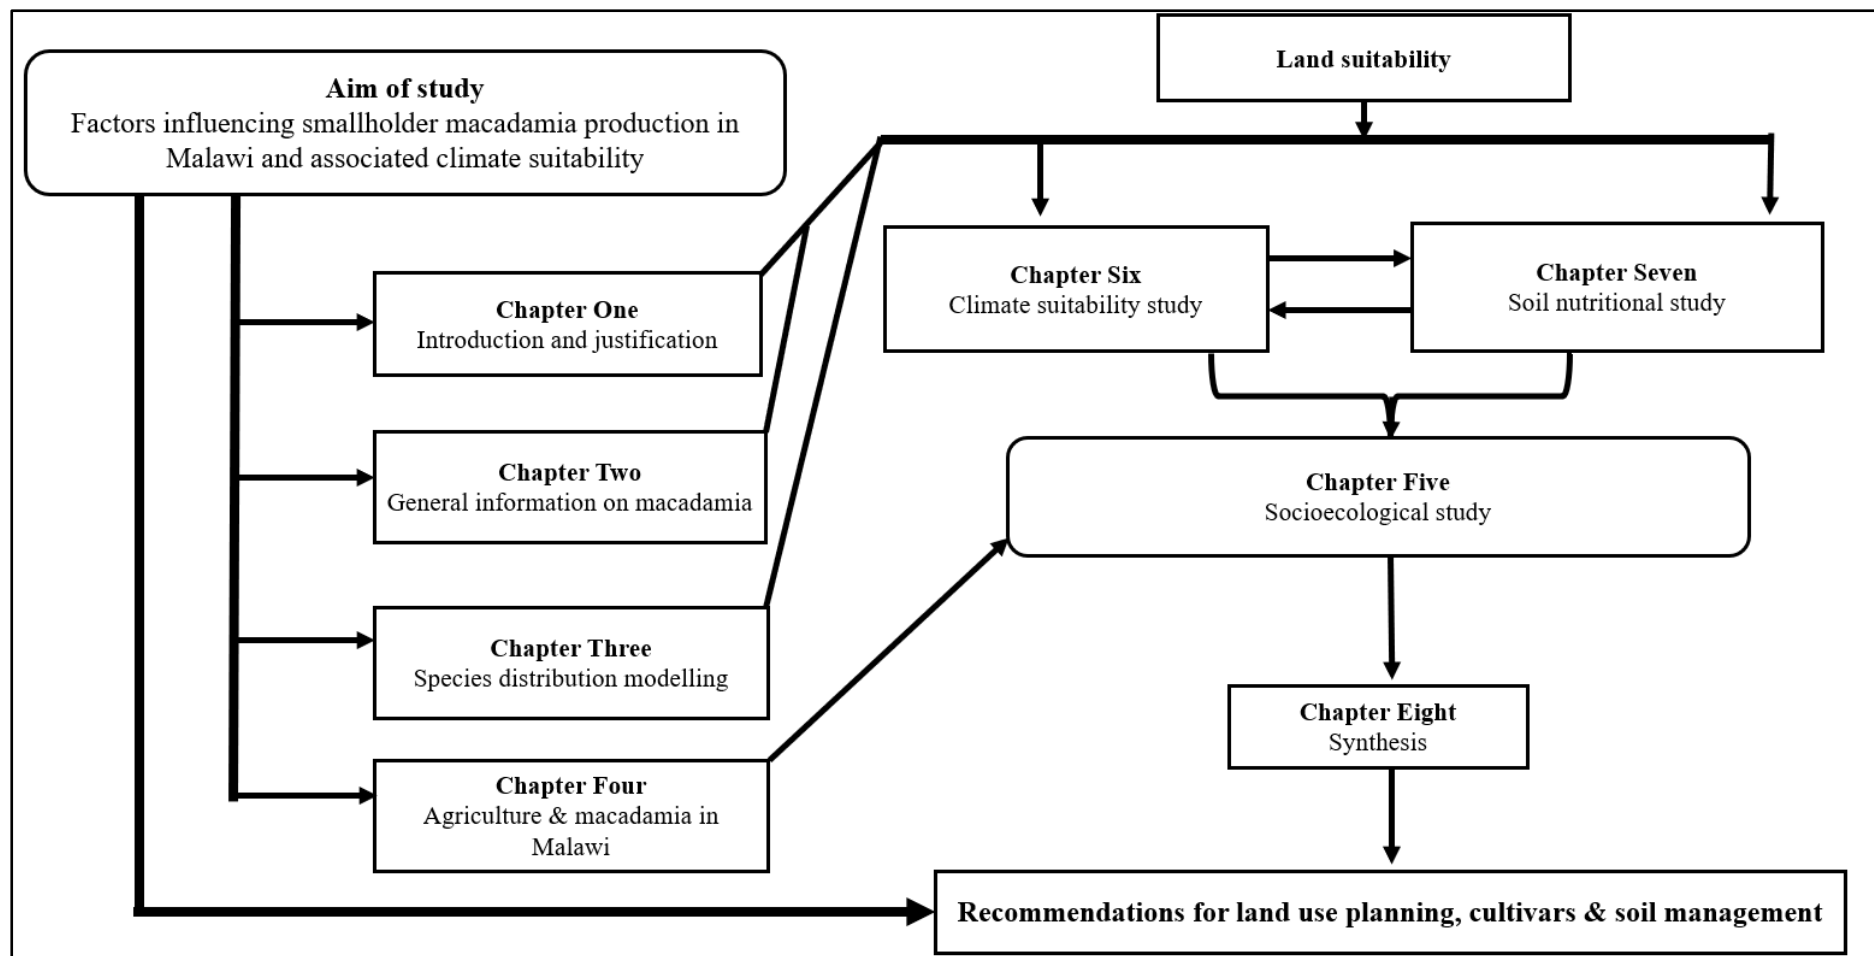 Aim of study
Factors influencing smallholder macadamia production in
Malawi and associated climate suitability
Chapter One
Introduction and justification
Chapter Two
General information on macadamia
Chapter Three
Species distribution modelling
Chapter Four
Agriculture & macadamia in
Malawi
Land suitability
Chapter Six
Climate suitability study
Chapter Seven
Soil nutritional study
Chapter Five
Socioecological study
Chapter Eight
Synthesis
Recommendations for land use planning, cultivars & soil management